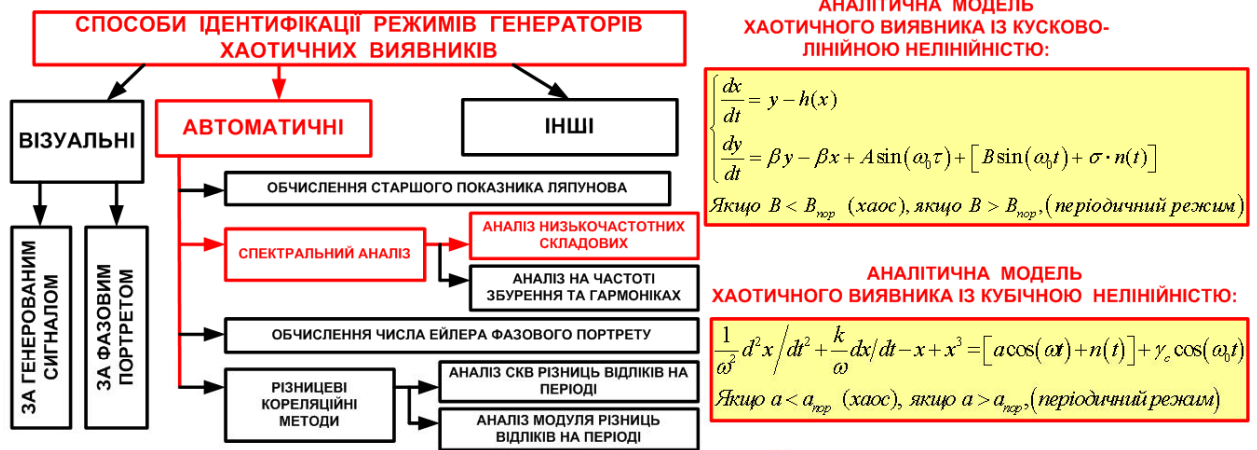 СПОСОБИ ІДЕНТИФІКАЦІЇ РЕЖИМІВ ГЕНЕРАТОРІВ
ХАОТИЧНИХ ВИЯВНИКІВ
ВІЗУАЛЬНІ
АВТОМАТИЧНІ
ІНШІ
ЗА ГЕНЕРОВАНИМ
СИГНАЛОМ
ЗА ФАЗОВИМ
ПОРТРЕТОМ
ОБЧИСЛЕННЯ СТАРШОГО ПОКАЗНИКА ЛЯПУНОВА
СПЕКТРАЛЬНИЙ АНАЛІЗ
АНАЛІЗ НИЗЬКОЧАСТОТНИХ
СКЛАДОВИХ
АНАЛІЗ НА ЧАСТОТІ
ЗБУРЕННЯ ТА ГАРМОНІКАХ
ОБЧИСЛЕННЯ ЧИСЛА ЕЙЛЕРА ФАЗОВОГО ПОРТРЕТУ
РІЗНИЦЕВІ
КОРЕЛЯЦІЙНІ
МЕТОДИ
АНАЛІЗ СКВ РІЗНИЦЬ ВІДЛІКІВ НА
ПЕРІОДІ
АНАЛІЗ МОДУЛЯ РІЗНИЦЬ
ВІДЛІКІВ НА ПЕРІОДІ
АНАЛІТИЧНА МОДЕЛЬ
ХАОТИЧНОГО ВИЯВНИКА ІЗ КУСКОВО-
ЛІНІЙНОЮ НЕЛІНІЙНІСТЮ:
dx/dt = y − h(x)
dy/dt = βy − βx + A sin(ω₀τ) + [B sin(ω₀t) + σ · n(t)]
Якщо B < Bпор (хаос), якщо B > Bпор,(періодичний режим)
АНАЛІТИЧНА МОДЕЛЬ
ХАОТИЧНОГО ВИЯВНИКА ІЗ КУБІЧНОЮ НЕЛІНІЙНІСТЮ:
1/ω² d²x/dt² + k/ω dx/dt − x + x³ = [a cos(ωt) + n(t)] + γc cos(ω₀t)
Якщо a < aпор (хаос), якщо a > aпор,(періодичний режим)